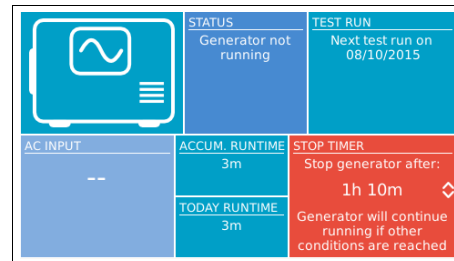 STATUS
Generator not
running
TEST RUN
Next test run on
08/10/2015
AC INPUT
--
ACCUM. RUNTIME
3m
TODAY RUNTIME
3m
STOP TIMER
Stop generator after:
1h 10m
Generator will continue
running if other
conditions are reached